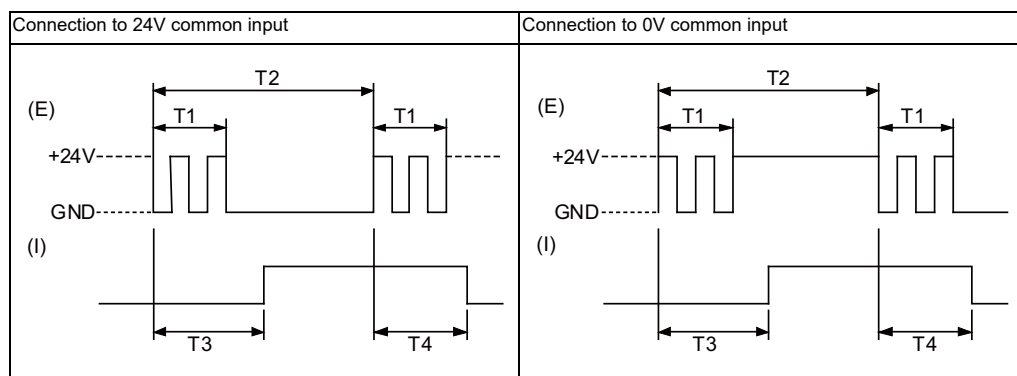 Connection to 24V common input
T2
(E)
T1
T1
+24V
GND
(I)
T3
T4
Connection to 0V common input
T2
(E)
T1
T1
+24V
GND
(I)
T3
T4